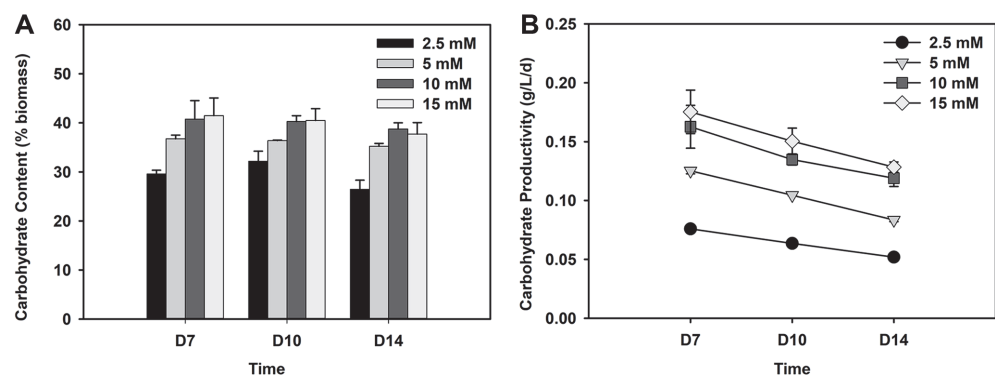 A
Carbohydrate Content (% biomass)
60
50
40
30
20
10
0
2.5 mM
5 mM
10 mM
15 mM
D7
D10
D14
Time
B
Carbohydrate Productivity (g/L/d)
0.25
0.20
0.15
0.10
0.05
0.00
2.5 mM
5 mM
10 mM
15 mM
D7
D10
D14
Time